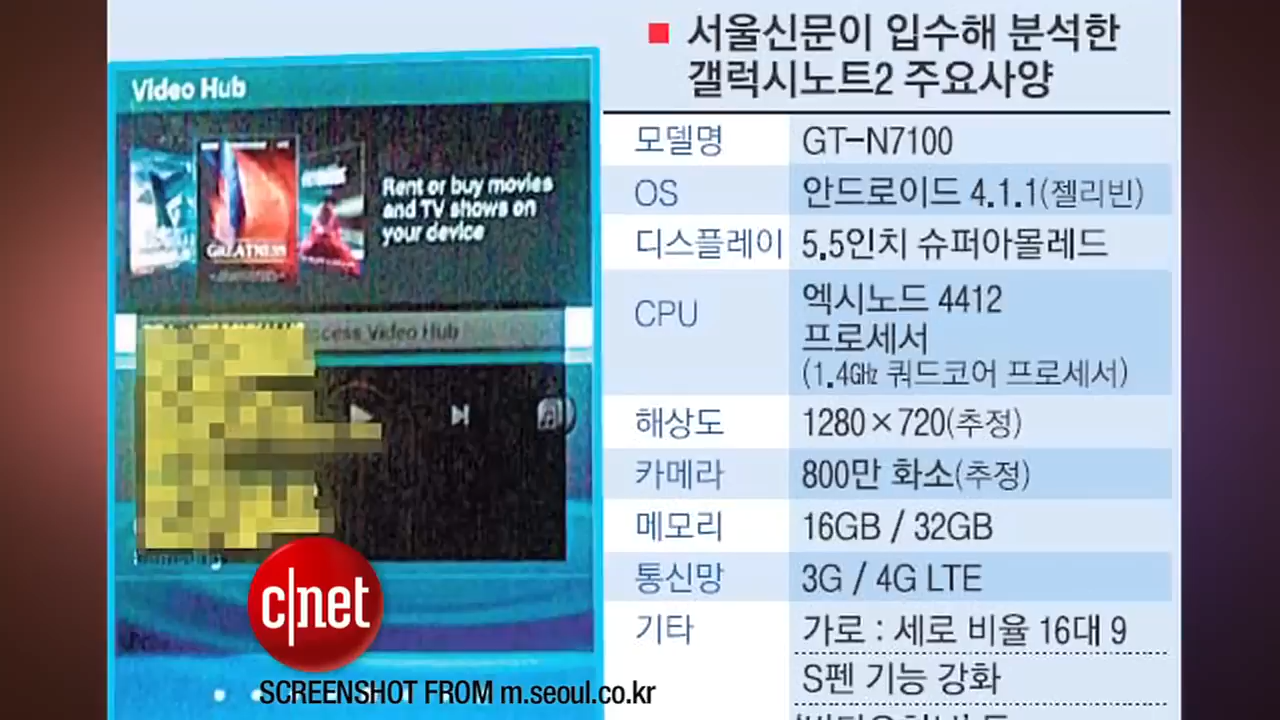 ■ 서울신문이 입수해 분석한
갤럭시노트2 주요사양
모델명 GT-N7100
OS 안드로이드 4.1.1(젤리빈)
디스플레이 5.5인치 슈퍼아몰레드
CPU 엑시노드 4412
프로세서
(1.4㎓ 쿼드코어 프로세서)
해상도 1280×720(추정)
카메라 800만 화소(추정)
메모리 16GB / 32GB
통신망 3G / 4G LTE
기타 가로 : 세로 비율 16대 9
S펜 기능 강화
Video Hub
Rent or buy movies
and TV shows on
your device
GREATNESS
Video Hub
c|net
SCREENSHOT FROM m.seoul.co.kr